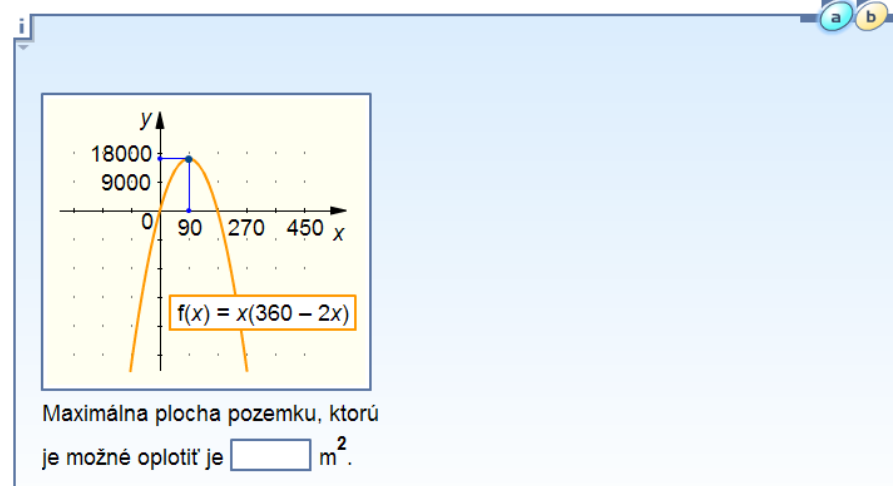 i
a b
y
18000
9000
0 90 270 450 x
f(x) = x(360 – 2x)
Maximálna plocha pozemku, ktorú
je možné oplotiť je m².